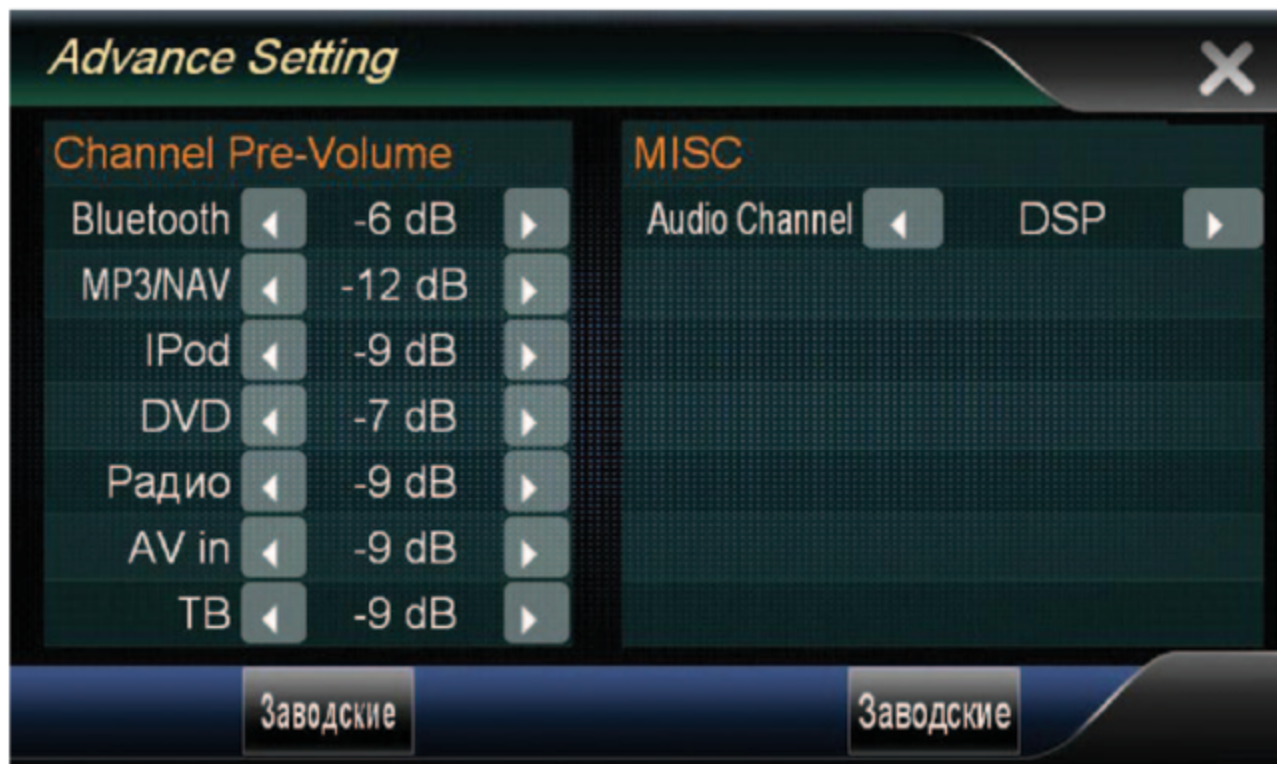 Advance Setting
Channel Pre-Volume
Bluetooth -6 dB
MP3/NAV -12 dB
IPod -9 dB
DVD -7 dB
Радио -9 dB
AV in -9 dB
ТВ -9 dB
Заводские
MISC
Audio Channel DSP
Заводские